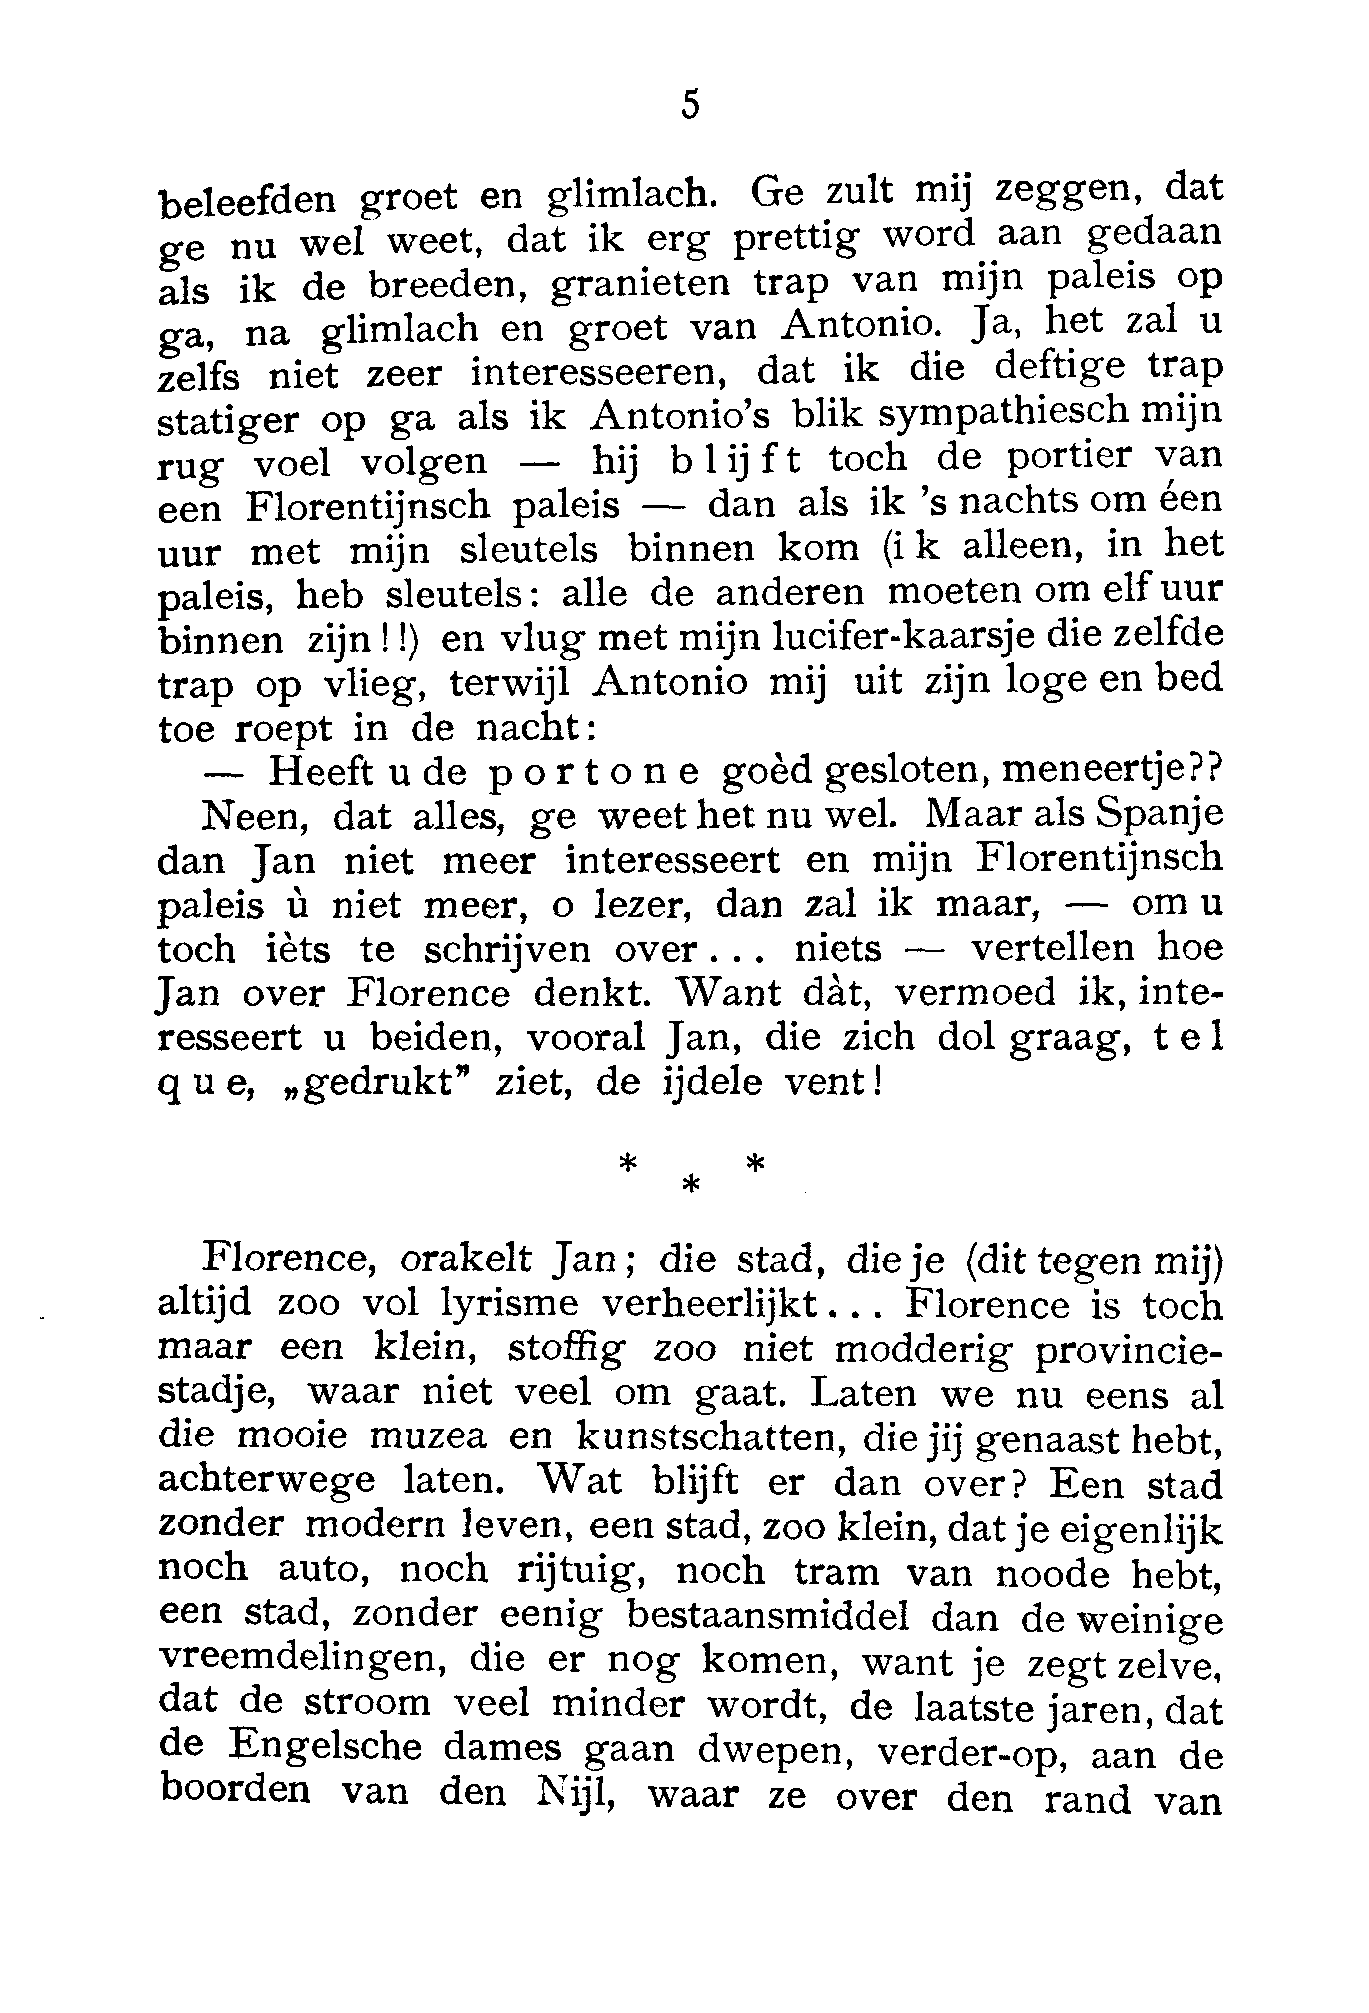 5
beleefden groet en glimlach. Ge zult mij zeggen, dat
ge nu wel weet, dat ik erg prettig word aan gedaan
als ik de breeden, granieten trap van mijn paleis op
ga, na glimlach en groet van Antonio. Ja, het zal u
zelfs niet zeer interesseeren, dat ik die deftige trap
statiger op ga als ik Antonio's blik sympathiesch mijn
rug voel volgen — hij b l ij f t toch de portier van
een Florentijnsch paleis — dan als ik 's nachts om éen
uur met mijn sleutels binnen kom (i k alleen, in het
paleis, heb sleutels: alle de anderen moeten om elf uur
binnen zijn!!) en vlug met mijn lucifer-kaarsje die zelfde
trap op vlieg, terwijl Antonio mij uit zijn loge en bed
toe roept in de nacht:
— Heeft u de p o r t o n e goèd gesloten, meneertje??
Neen, dat alles, ge weet het nu wel. Maar als Spanje
dan Jan niet meer interesseert en mijn Florentijnsch
paleis ù niet meer, o lezer, dan zal ik maar, — om u
toch ièts te schrijven over... niets — vertellen hoe
Jan over Florence denkt. Want dàt, vermoed ik, inte-
resseert u beiden, vooral Jan, die zich dol graag, t e l
q u e, „gedrukt” ziet, de ijdele vent!
* * *
Florence, orakelt Jan; die stad, die je (dit tegen mij)
altijd zoo vol lyrisme verheerlijkt... Florence is toch
maar een klein, stoffig zoo niet modderig provincie-
stadje, waar niet veel om gaat. Laten we nu eens al
die mooie muzea en kunstschatten, die jij genaast hebt,
achterwege laten. Wat blijft er dan over? Een stad
zonder modern leven, een stad, zoo klein, dat je eigenlijk
noch auto, noch rijtuig, noch tram van noode hebt,
een stad, zonder eenig bestaansmiddel dan de weinige
vreemdelingen, die er nog komen, want je zegt zelve,
dat de stroom veel minder wordt, de laatste jaren, dat
de Engelsche dames gaan dwepen, verder-op, aan de
boorden van den Nijl, waar ze over den rand van